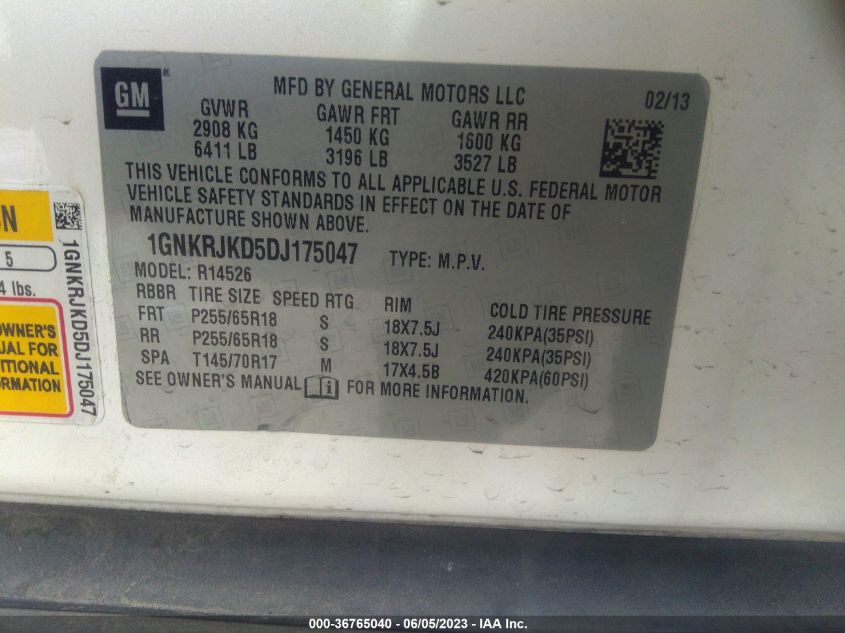 GM
MFD BY GENERAL MOTORS LLC
02/13
GVWR GAWR FRT GAWR RR
2908 KG 1450 KG 1600 KG
6411 LB 3196 LB 3527 LB
THIS VEHICLE CONFORMS TO ALL APPLICABLE U.S. FEDERAL MOTOR
VEHICLE SAFETY STANDARDS IN EFFECT ON THE DATE OF
MANUFACTURE SHOWN ABOVE.
1GNKRJKD5DJ175047 TYPE: M.P.V.
MODEL: R14526
RBBR TIRE SIZE SPEED RTG RIM COLD TIRE PRESSURE
FRT P255/65R18 S 18X7.5J 240KPA(35PSI)
RR P255/65R18 S 18X7.5J 240KPA(35PSI)
SPA T145/70R17 M 17X4.5B 420KPA(60PSI)
SEE OWNER'S MANUAL FOR MORE INFORMATION.
5
lbs.
OWNER'S
FOR
1GNKRJKD5DJ175047
000-36765040 - 06/05/2023 - IAA Inc.